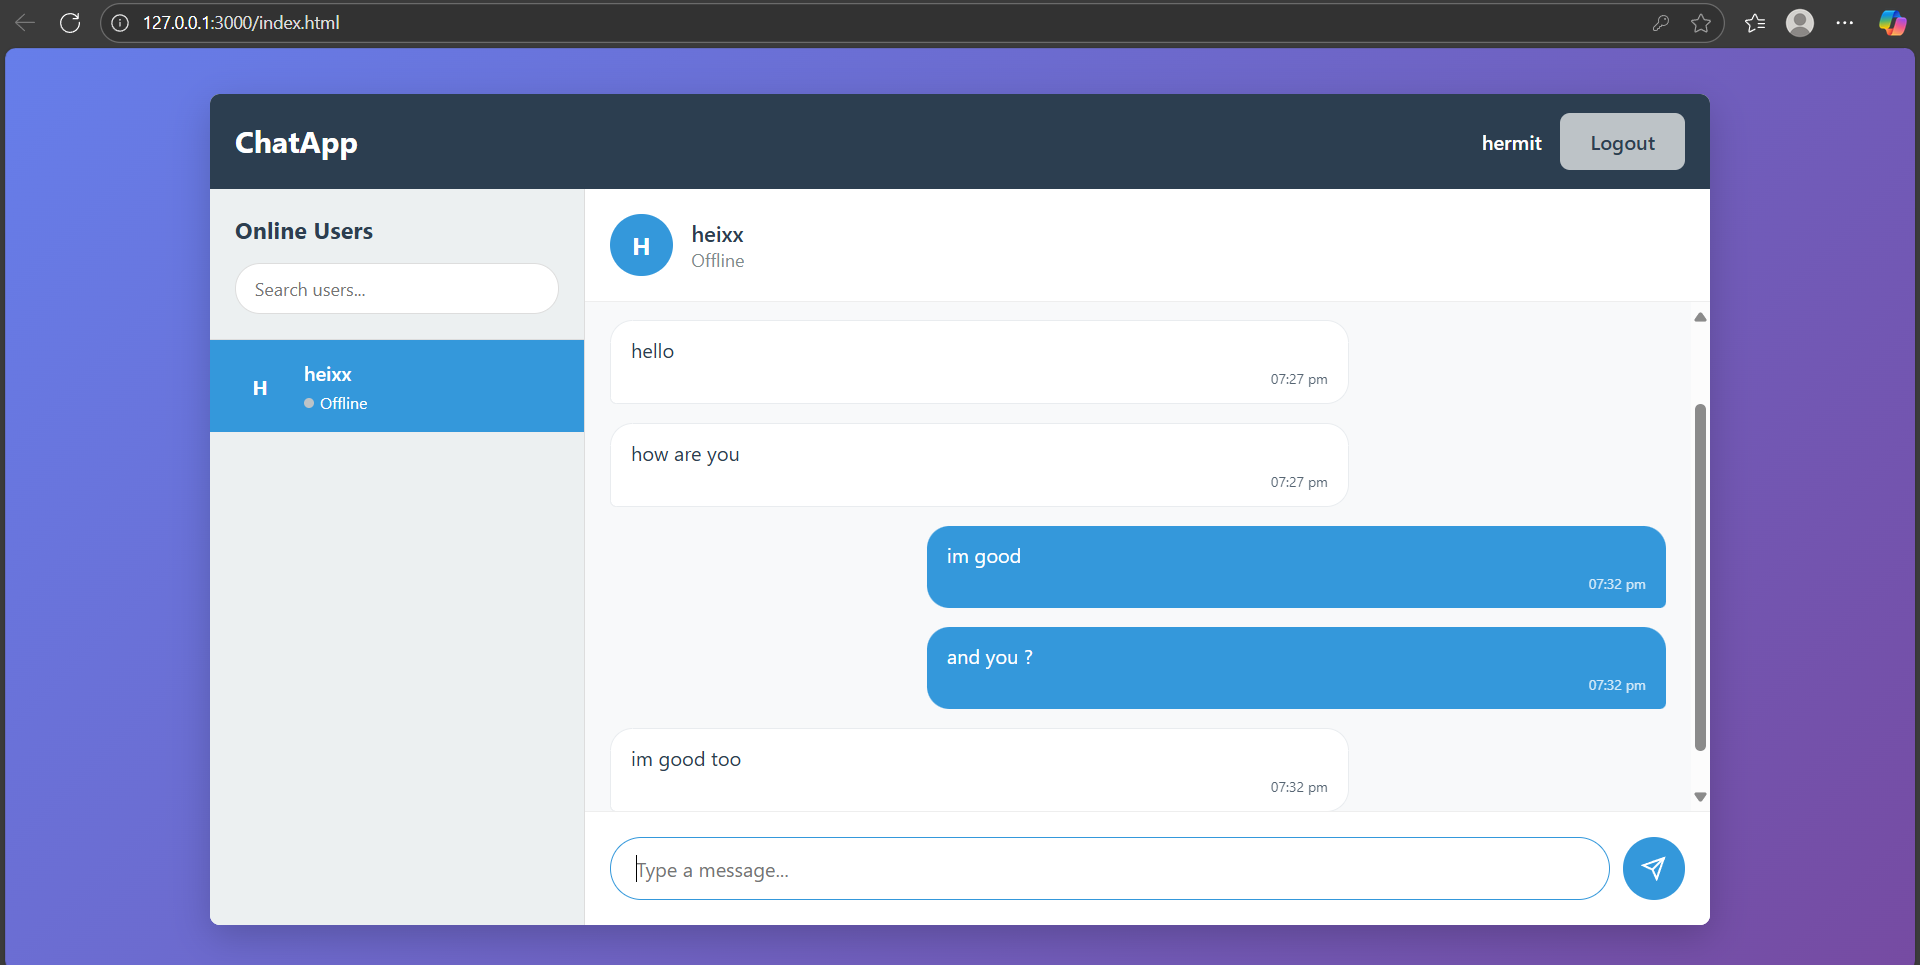 127.0.0.1:3000/index.html
ChatApp
hermit
Logout
Online Users
Search users...
H
heixx
Offline
H
heixx
Offline
hello
07:27 pm
how are you
07:27 pm
im good
07:32 pm
and you ?
07:32 pm
im good too
07:32 pm
Type a message...